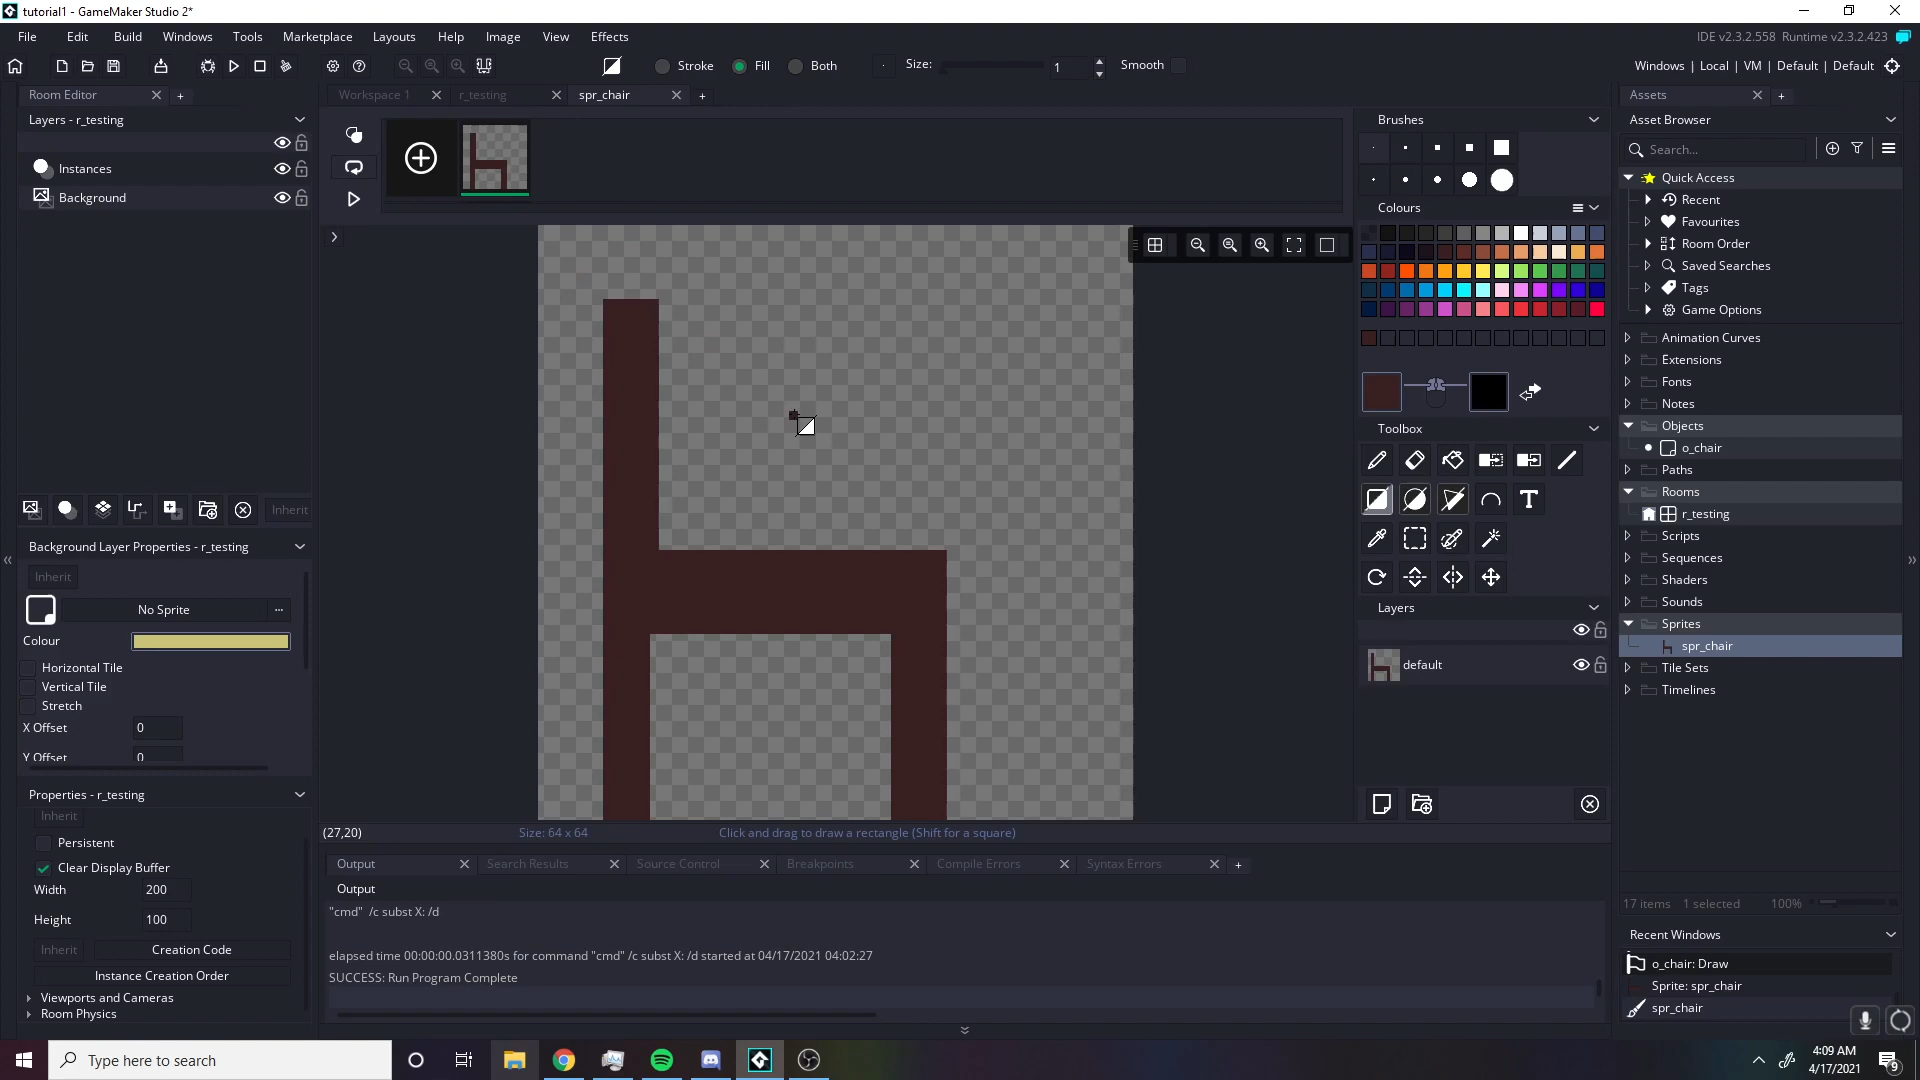 tutorial1 - GameMaker Studio 2*
File Edit Build Windows Tools Marketplace Layouts Help Image View Effects
IDE v2.3.2.558 Runtime v2.3.2.423
Stroke Fill Both Size: 1 Smooth
Windows | Local | VM | Default | Default
Room Editor
Workspace 1 r_testing spr_chair
Assets
Layers - r_testing
Instances
Background
Inherit
Background Layer Properties - r_testing
Inherit
No Sprite ...
Colour
Horizontal Tile
Vertical Tile
Stretch
X Offset 0
Y Offset 0
Properties - r_testing
Inherit
Persistent
Clear Display Buffer
Width 200
Height 100
Inherit Creation Code
Instance Creation Order
Viewports and Cameras
Room Physics
(27,20) Size: 64 x 64 Click and drag to draw a rectangle (Shift for a square)
Output Search Results Source Control Breakpoints Compile Errors Syntax Errors
Output
"cmd" /c subst X: /d
elapsed time 00:00:00.0311380s for command "cmd" /c subst X: /d started at 04/17/2021 04:02:27
SUCCESS: Run Program Complete
Brushes
Colours
Toolbox
T
Layers
default
Asset Browser
Search...
Quick Access
Recent
Favourites
Room Order
Saved Searches
Tags
Game Options
Animation Curves
Extensions
Fonts
Notes
Objects
o_chair
Paths
Rooms
r_testing
Scripts
Sequences
Shaders
Sounds
Sprites
spr_chair
Tile Sets
Timelines
17 items 1 selected 100%
Recent Windows
o_chair: Draw
Sprite: spr_chair
spr_chair
Type here to search
4:09 AM
4/17/2021
9